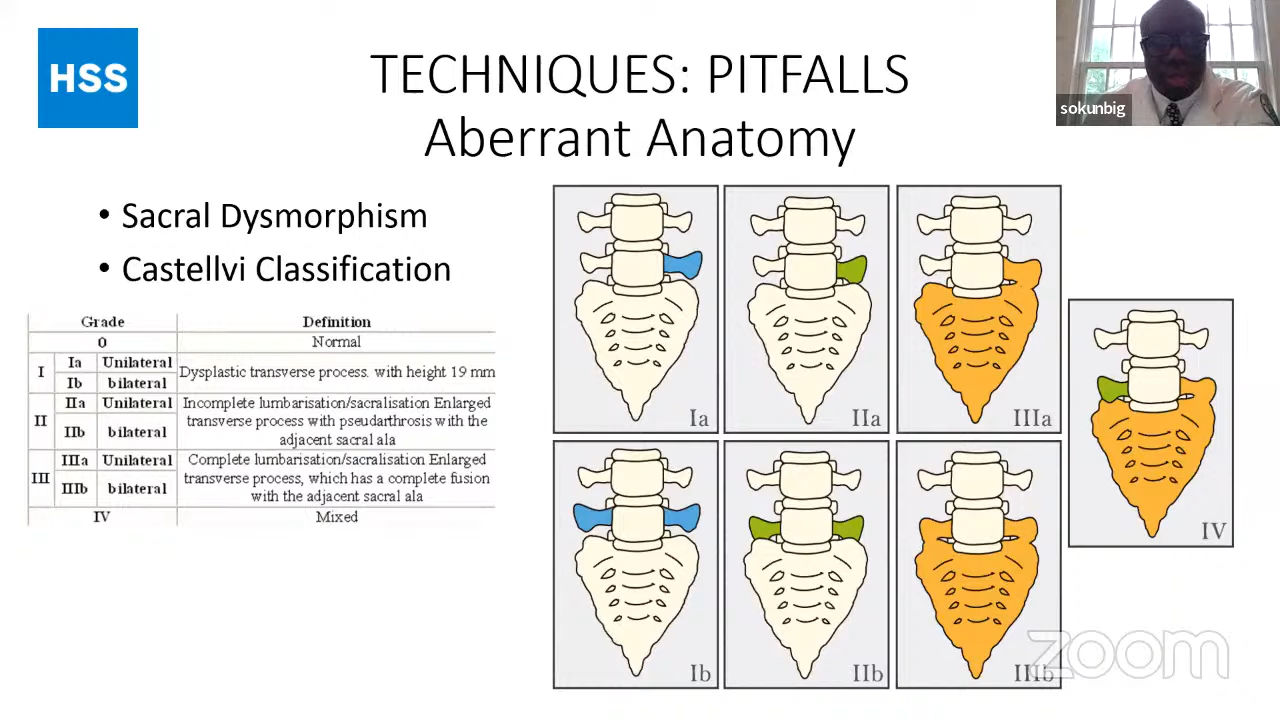 HSS
TECHNIQUES: PITFALLS
Aberrant Anatomy
sokunbig
• Sacral Dysmorphism
• Castellvi Classification
Grade Definition
0 Normal
I Ia Unilateral Dysplastic transverse process. with height 19 mm
Ib bilateral
II IIa Unilateral Incomplete lumbarisation/sacralisation Enlarged
transverse process with pseudarthrosis with the
IIb bilateral
adjacent sacral ala
III IIIa Unilateral Complete lumbarisation/sacralisation Enlarged
transverse process, which has a complete fusion
IIIb bilateral
with the adjacent sacral ala
IV Mixed
Ia
IIa
IIIa
IV
Ib
IIb
IIIb
zoom